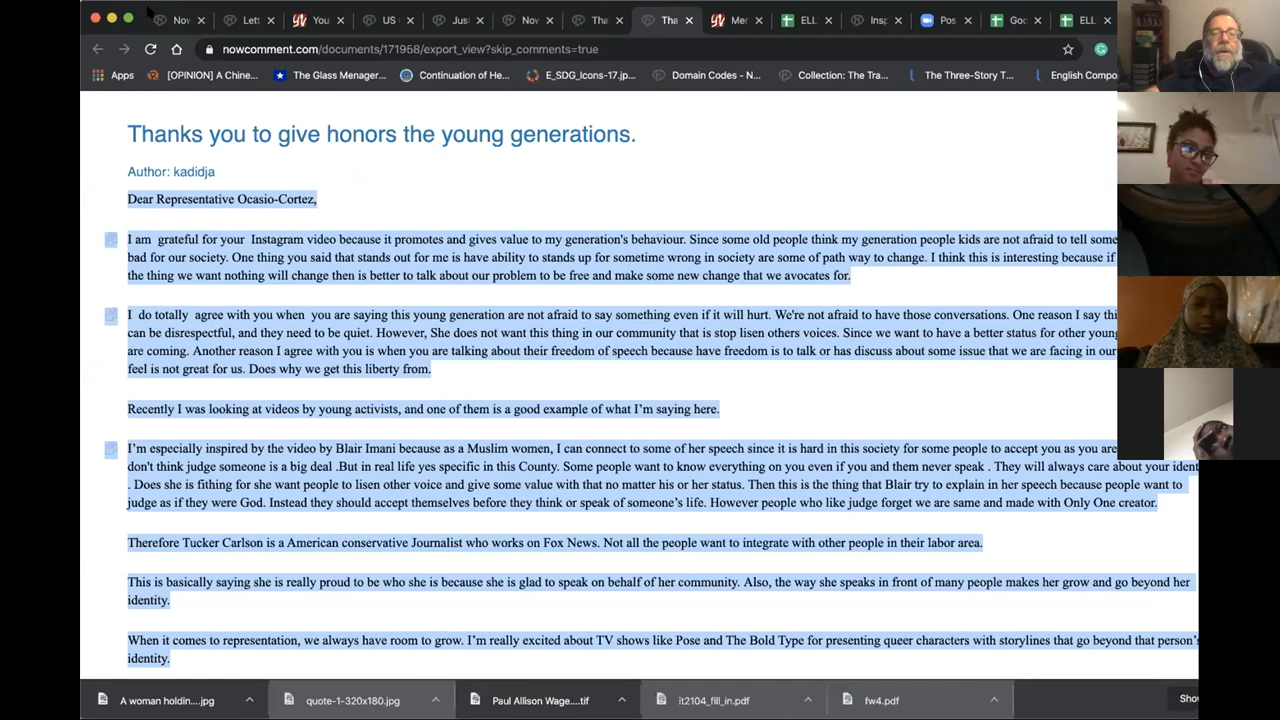 Now
Lett
You
US
Just
Nov
Tha
Tha
Mer
ELL
Insp
Pos
Goo
ELL
nowcomment.com/documents/171958/export_view?skip_comments=true
Apps
[OPINION] A Chine...
The Glass Menager...
Continuation of He...
E_SDG_Icons-17.jp...
Domain Codes - N...
Collection: The Tra...
The Three-Story T...
English Compo
Thanks you to give honors the young generations.
Author: kadidja
Dear Representative Ocasio-Cortez,
I am grateful for your Instagram video because it promotes and gives value to my generation's behaviour. Since some old people think my generation people kids are not afraid to tell some
bad for our society. One thing you said that stands out for me is have ability to stands up for sometime wrong in society are some of path way to change. I think this is interesting because if
the thing we want nothing will change then is better to talk about our problem to be free and make some new change that we avocates for.
I do totally agree with you when you are saying this young generation are not afraid to say something even if it will hurt. We're not afraid to have those conversations. One reason I say thi
can be disrespectful, and they need to be quiet. However, She does not want this thing in our community that is stop lisen others voices. Since we want to have a better status for other young
are coming. Another reason I agree with you is when you are talking about their freedom of speech because have freedom is to talk or has discuss about some issue that we are facing in our
feel is not great for us. Does why we get this liberty from.
Recently I was looking at videos by young activists, and one of them is a good example of what I'm saying here.
I'm especially inspired by the video by Blair Imani because as a Muslim women, I can connect to some of her speech since it is hard in this society for some people to accept you as you are
don't think judge someone is a big deal .But in real life yes specific in this County. Some people want to know everything on you even if you and them never speak . They will always care about your ident
. Does she is fithing for she want people to lisen other voice and give some value with that no matter his or her status. Then this is the thing that Blair try to explain in her speech because people want to
judge as if they were God. Instead they should accept themselves before they think or speak of someone's life. However people who like judge forget we are same and made with Only One creator.
Therefore Tucker Carlson is a American conservative Journalist who works on Fox News. Not all the people want to integrate with other people in their labor area.
This is basically saying she is really proud to be who she is because she is glad to speak on behalf of her community. Also, the way she speaks in front of many people makes her grow and go beyond her
identity.
When it comes to representation, we always have room to grow. I'm really excited about TV shows like Pose and The Bold Type for presenting queer characters with storylines that go beyond that person's
identity.
A woman holdin....jpg
quote-1-320x180.jpg
Paul Allison Wage....tif
it2104_fill_in.pdf
fw4.pdf
Show